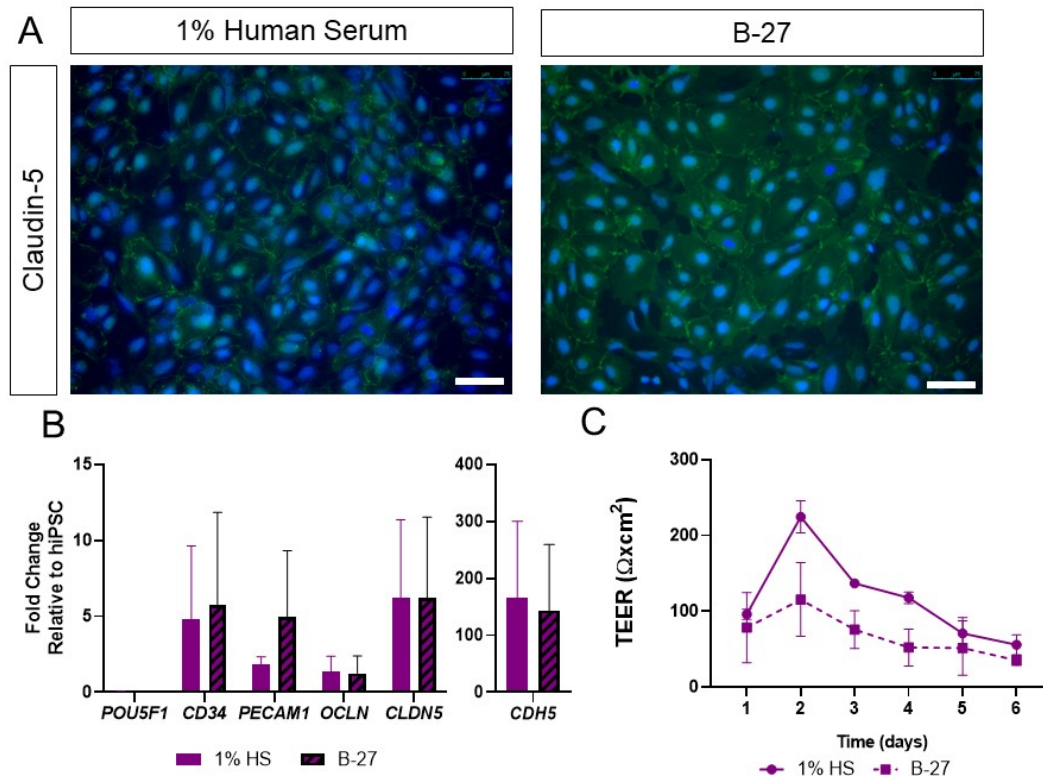 A
1% Human Serum
B-27
Claudin-5
B
Fold Change
Relative to hiPSC
15
10
5
0
400
300
200
100
0
POU5F1 CD34 PECAM1 OCLN CLDN5 CDH5
1% HS B-27
C
TEER (Ωxcm²)
300
200
100
0
1 2 3 4 5 6
Time (days)
1% HS B-27